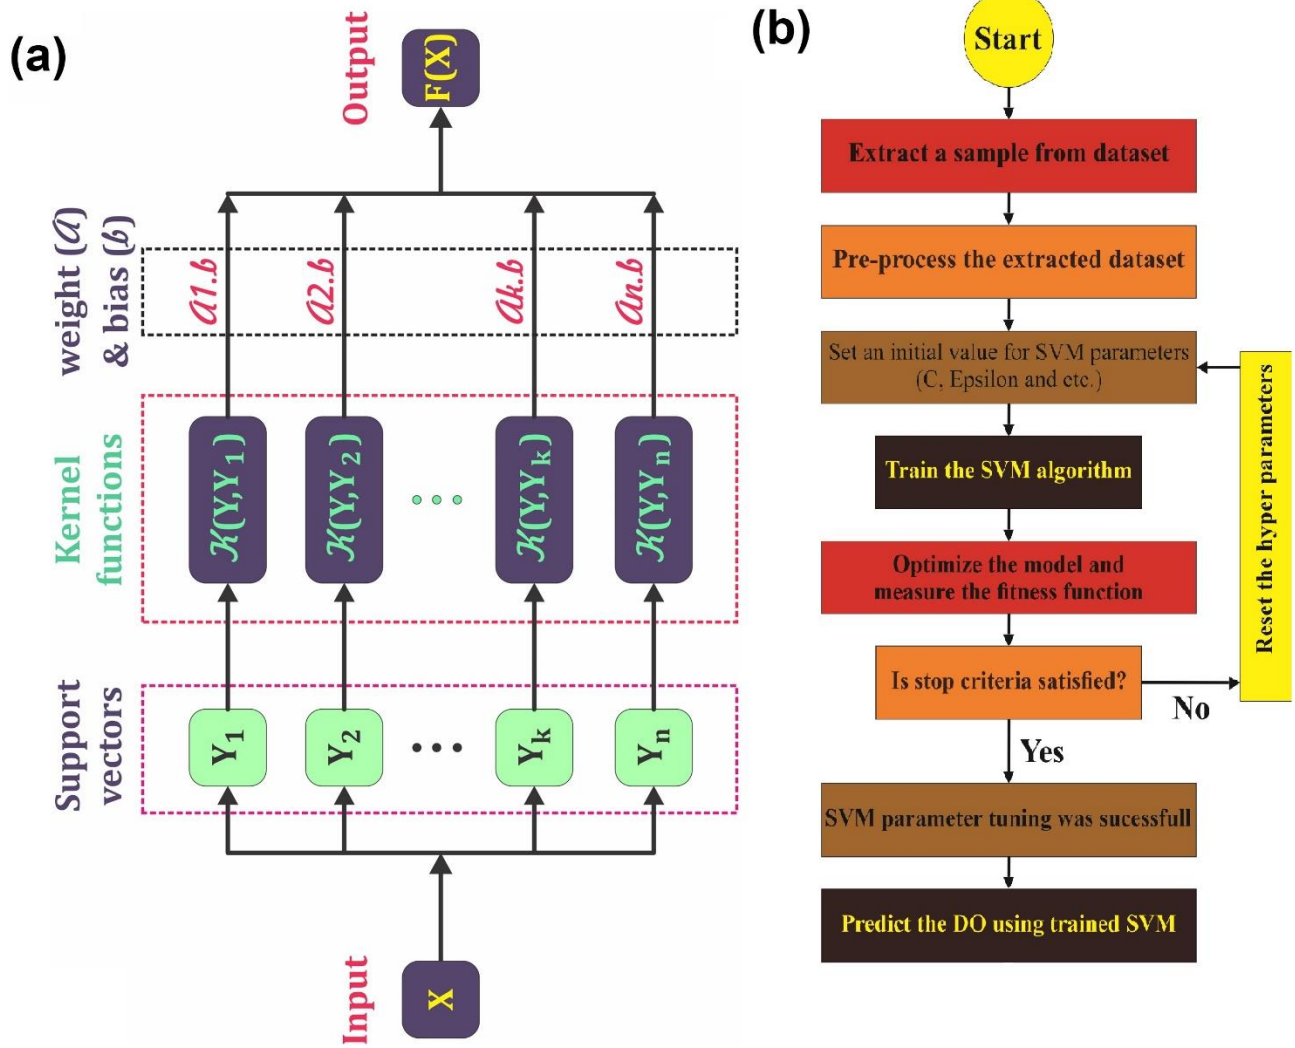 (a)
Output
F(X)
weight (𝒶)
& bias (𝒷)
𝒶1.𝒷
𝒶2.𝒷
𝒶k.𝒷
𝒶n.𝒷
Kernel
functions
𝒦(Y,Y₁)
𝒦(Y,Y₂)
...
𝒦(Y,Yₖ)
𝒦(Y,Yₙ)
Support
vectors
Y₁
Y₂
...
Yₖ
Yₙ
Input
X
(b)
Start
Extract a sample from dataset
Pre-process the extracted dataset
Set an initial value for SVM parameters
(C, Epsilon and etc.)
Train the SVM algorithm
Optimize the model and
measure the fitness function
Is stop criteria satisfied?
No
Reset the hyper parameters
Yes
SVM parameter tuning was sucessfull
Predict the DO using trained SVM